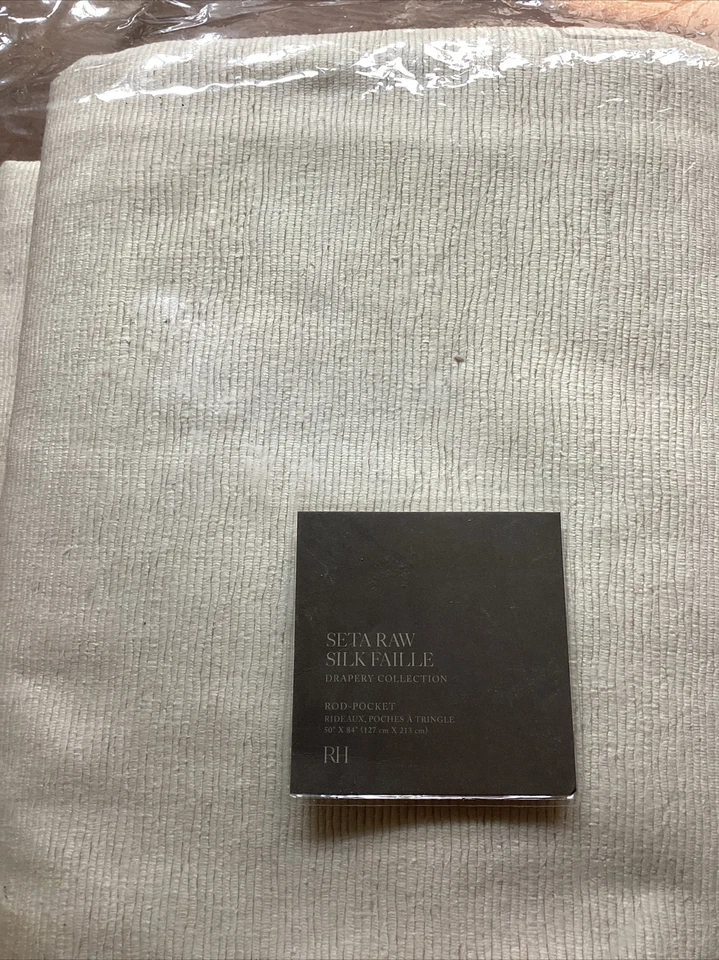 SETA RAW
SILK FAILLE
DRAPERY COLLECTION
ROD-POCKET
RIDEAUX, POCHES À TRINGLE
50" X 84" (127 cm X 213 cm)
RH